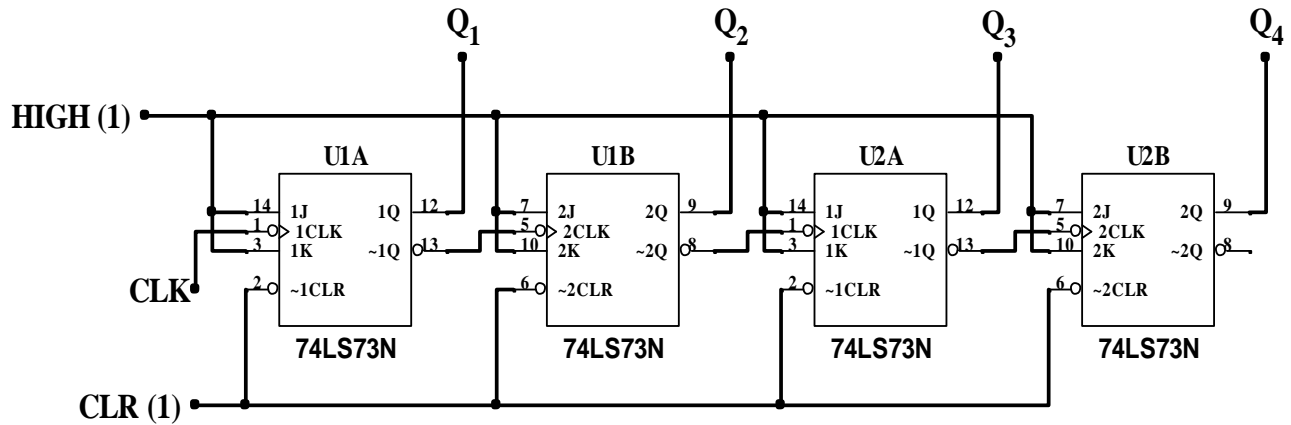 Q1 Q2 Q3 Q4
HIGH (1)
U1A U1B U2A U2B
14 1J 1Q 12 7 2J 2Q 9 14 1J 1Q 12 7 2J 2Q 9
1 1CLK 5 2CLK 1 1CLK 5 2CLK
3 1K ~1Q 13 10 2K ~2Q 8 3 1K ~1Q 13 10 2K ~2Q 8
CLK 2 ~1CLR 6 ~2CLR 2 ~1CLR 6 ~2CLR
74LS73N 74LS73N 74LS73N 74LS73N
CLR (1)